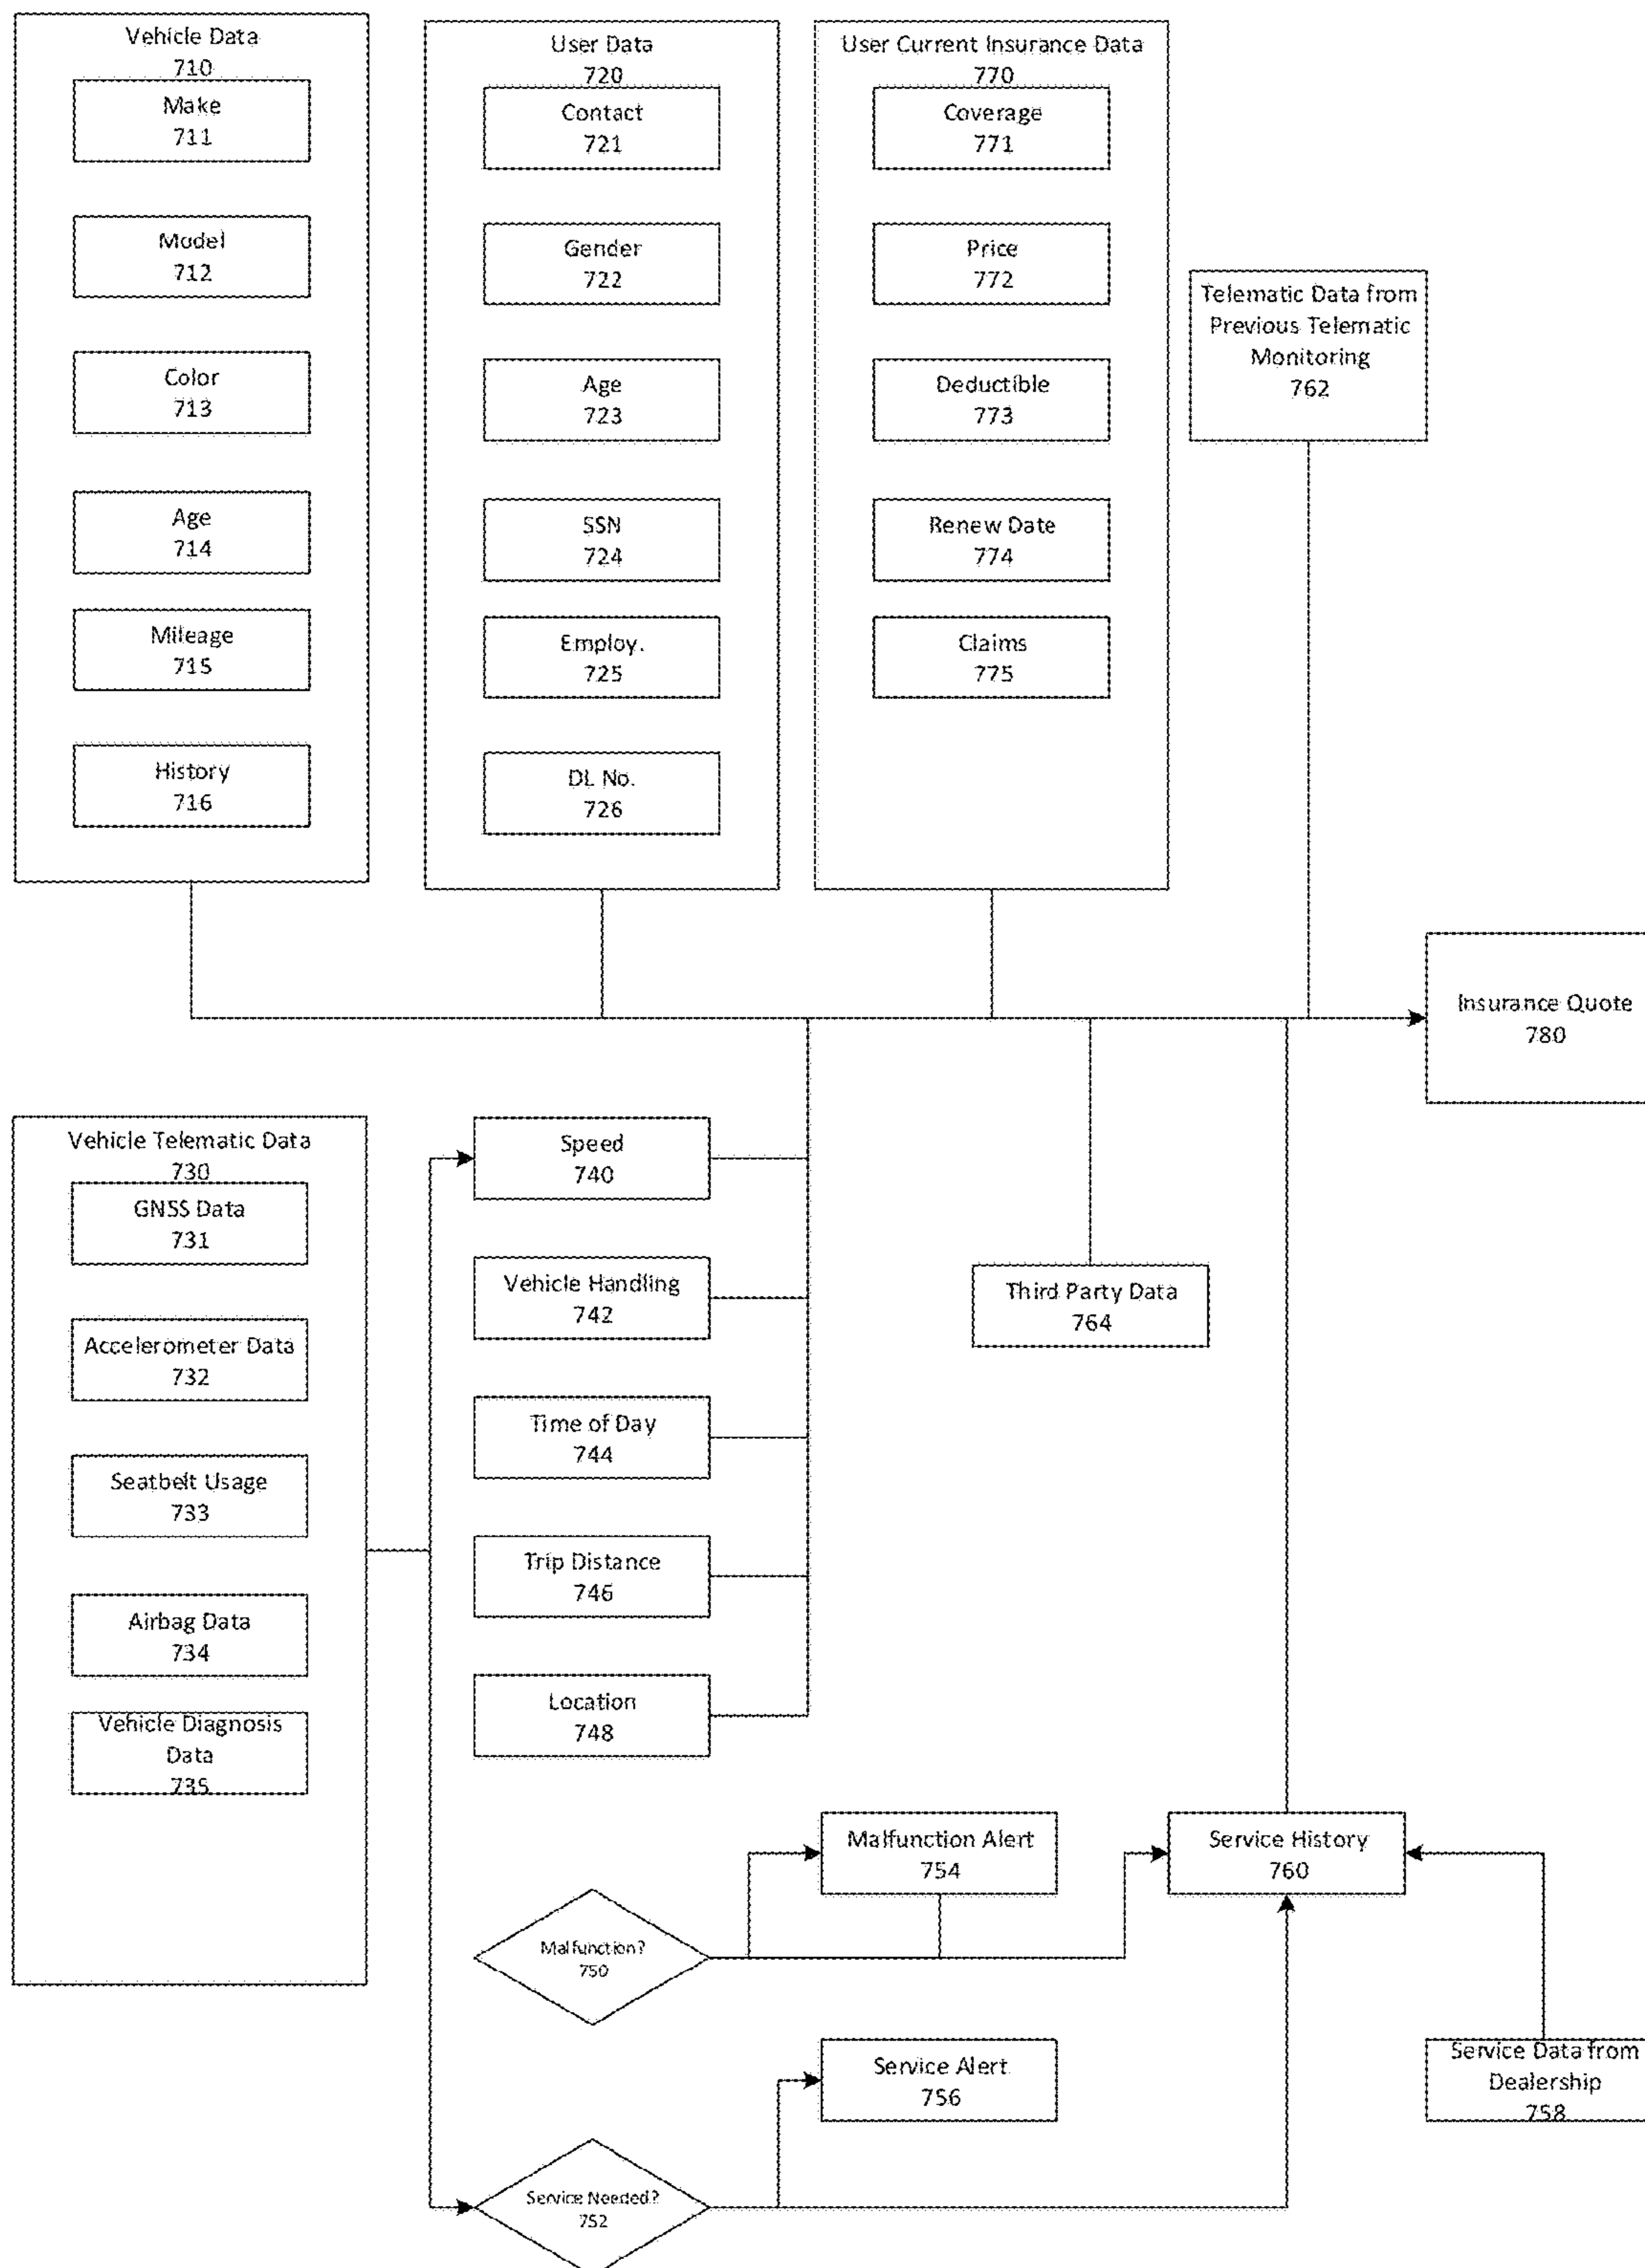 Vehicle Data
710
Make
711
Model
712
Color
713
Age
714
Mileage
715
History
716
User Data
720
Contact
721
Gender
722
Age
723
SSN
724
Employ.
725
DL No.
726
User Current Insurance Data
770
Coverage
771
Price
772
Deductible
773
Renew Date
774
Claims
775
Telematic Data from
Previous Telematic
Monitoring
762
Insurance Quote
780
Vehicle Telematic Data
730
GNSS Data
731
Accelerometer Data
732
Seatbelt Usage
733
Airbag Data
734
Vehicle Diagnosis
Data
735
Speed
740
Vehicle Handling
742
Time of Day
744
Trip Distance
746
Location
748
Third Party Data
764
Malfunction?
750
Malfunction Alert
754
Service History
760
Service Needed?
752
Service Alert
756
Service Data from
Dealership
758